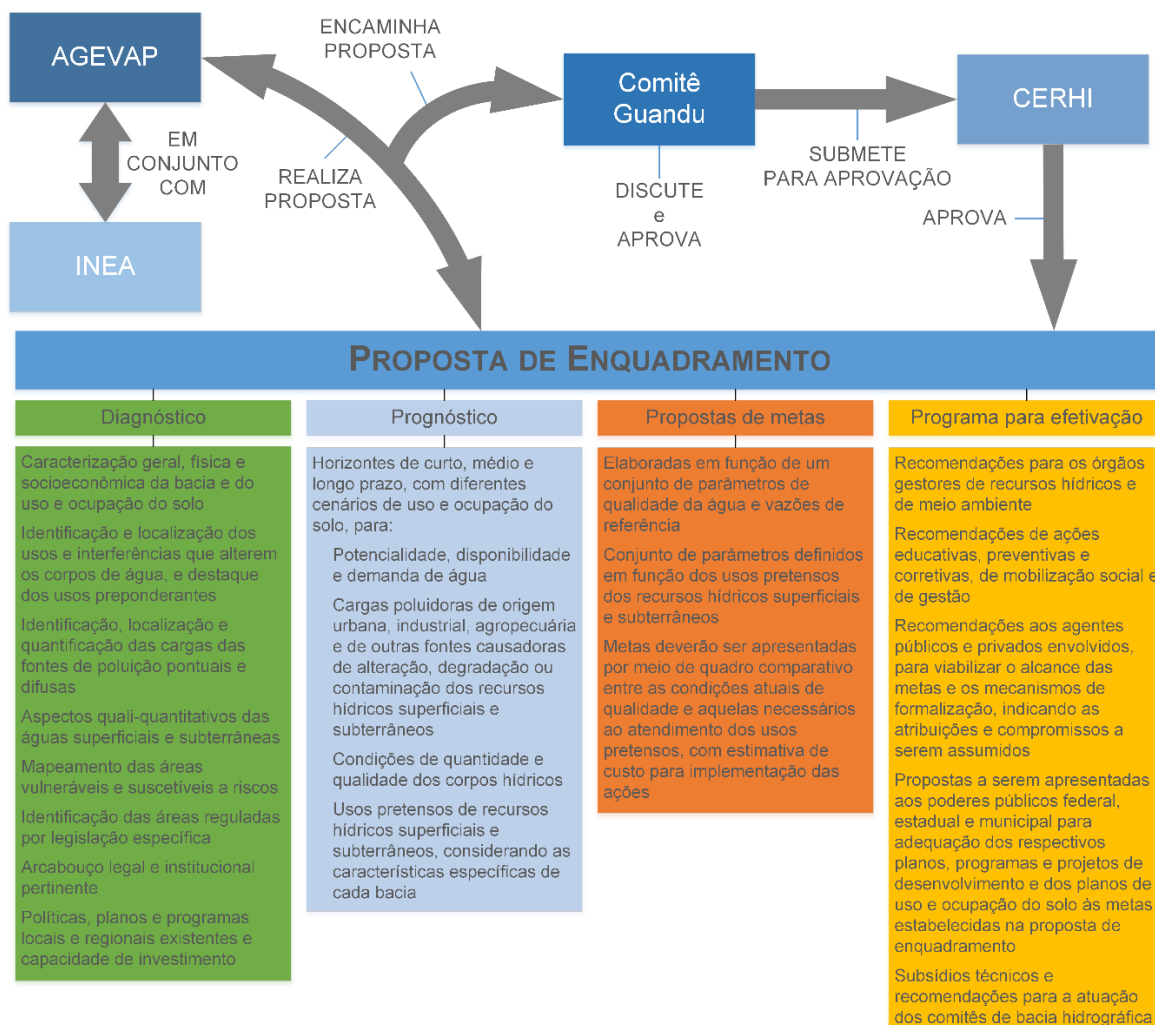 AGEVAP
ENCAMINHA
PROPOSTA
Comitê
Guandu
CERHI
EM
CONJUNTO
COM
REALIZA
PROPOSTA
DISCUTE
e
APROVA
SUBMETE
PARA APROVAÇÃO
APROVA
INEA
PROPOSTA DE ENQUADRAMENTO
Diagnóstico
Caracterização geral, física e
socioeconômica da bacia e do
uso e ocupação do solo
Identificação e localização dos
usos e interferências que alterem
os corpos de água, e destaque
dos usos preponderantes
Identificação, localização e
quantificação das cargas das
fontes de poluição pontuais e
difusas
Aspectos quali-quantitativos das
águas superficiais e subterrâneas
Mapeamento das áreas
vulneráveis e suscetíveis a riscos
Identificação das áreas reguladas
por legislação específica
Arcabouço legal e institucional
pertinente
Políticas, planos e programas
locais e regionais existentes e
capacidade de investimento
Prognóstico
Horizontes de curto, médio e
longo prazo, com diferentes
cenários de uso e ocupação do
solo, para:
Potencialidade, disponibilidade
e demanda de água
Cargas poluidoras de origem
urbana, industrial, agropecuária
e de outras fontes causadoras
de alteração, degradação ou
contaminação dos recursos
hídricos superficiais e
subterrâneos
Condições de quantidade e
qualidade dos corpos hídricos
Usos pretensos de recursos
hídricos superficiais e
subterrâneos, considerando as
características específicas de
cada bacia
Propostas de metas
Elaboradas em função de um
conjunto de parâmetros de
qualidade da água e vazões de
referência
Conjunto de parâmetros definidos
em função dos usos pretensos
dos recursos hídricos superficiais
e subterrâneos
Metas deverão ser apresentadas
por meio de quadro comparativo
entre as condições atuais de
qualidade e aquelas necessários
ao atendimento dos usos
pretensos, com estimativa de
custo para implementação das
ações
Programa para efetivação
Recomendações para os órgãos
gestores de recursos hídricos e
de meio ambiente
Recomendações de ações
educativas, preventivas e
corretivas, de mobilização social e
de gestão
Recomendações aos agentes
públicos e privados envolvidos,
para viabilizar o alcance das
metas e os mecanismos de
formalização, indicando as
atribuições e compromissos a
serem assumidos
Propostas a serem apresentadas
aos poderes públicos federal,
estadual e municipal para
adequação dos respectivos
planos, programas e projetos de
desenvolvimento e dos planos de
uso e ocupação do solo às metas
estabelecidas na proposta de
enquadramento
Subsídios técnicos e
recomendações para a atuação
dos comitês de bacia hidrográfica